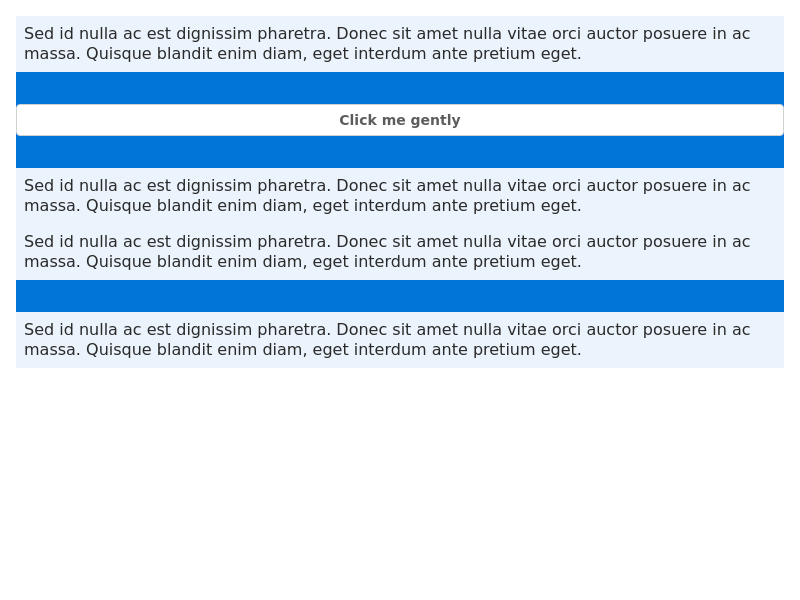 Sed id nulla ac est dignissim pharetra. Donec sit amet nulla vitae orci auctor posuere in ac
massa. Quisque blandit enim diam, eget interdum ante pretium eget.
Click me gently
Sed id nulla ac est dignissim pharetra. Donec sit amet nulla vitae orci auctor posuere in ac
massa. Quisque blandit enim diam, eget interdum ante pretium eget.
Sed id nulla ac est dignissim pharetra. Donec sit amet nulla vitae orci auctor posuere in ac
massa. Quisque blandit enim diam, eget interdum ante pretium eget.
Sed id nulla ac est dignissim pharetra. Donec sit amet nulla vitae orci auctor posuere in ac
massa. Quisque blandit enim diam, eget interdum ante pretium eget.